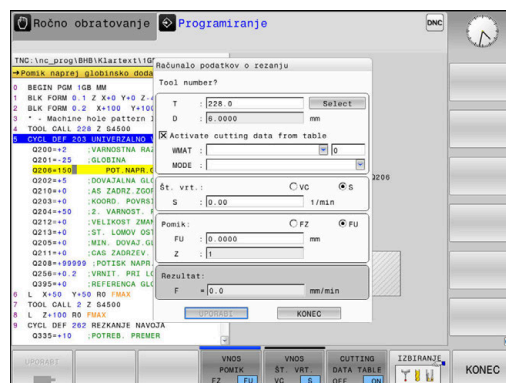 Ročno obratovanje
Programiranje
DNC
TNC:\nc_prog\BHB\Klartext\1G
→Pomik naprej globinsko doda
0 BEGIN PGM 1GB MM
1 BLK FORM 0.1 Z X+0 Y+0 Z-
2 BLK FORM 0.2 X+100 Y+100
3 * - Machine hole pattern
4 TOOL CALL 228 Z S4500
5 CYCL DEF 203 UNIVERZALNO
Q200=+2 ;VARNOSTNA RAZ
Q201=-25 ;GLOBINA
Q206=150 POT.NAPR.
Q202=+5 ;DOVAJALNA GLO
Q210=+0 ;AS ZADRZ.ZGOR
Q203=+0 ;KOORD. POVRSI
Q204=+50 ;2. VARNOST.
Q212=+0 ;VELIKOST ZMAN
Q213=+0 ;ST. LOMOV OST
Q205=+0 ;MIN. DOVAJ.GL
Q211=+0 ;CAS ZADRZEV.
Q208=+99999 ;POTISK NAPR.
Q256=+0.2 ;VRNIT. PRI LO
Q395=+0 ;REFERENCA GLO
6 L X+50 Y+50 R0 FMAX
7 TOOL CALL 2 Z S4500
8 L Z+100 R0 FMAX
9 CYCL DEF 262 REZKANJE NAVOJA
Q335=+10 ;POTREB. PREMER
Računalo podatkov o rezanju
Tool number?
T : 228.0 Select
D : 6.0000 mm
Activate cutting data from table
WMAT : 0
MODE :
Št. vrt.: VC S
S : 0.00 1/min
Pomik: FZ FU
FU : 0.0000 mm
Z : 1
Rezultat:
F = 0.0 mm/min
UPORABI KONEC
Q206
UPORABI
VNOS POMIK FZ FU
VNOS ŠT. VRT. VC S
CUTTING DATA TABLE OFF ON
IZBIRANJE
KONEC